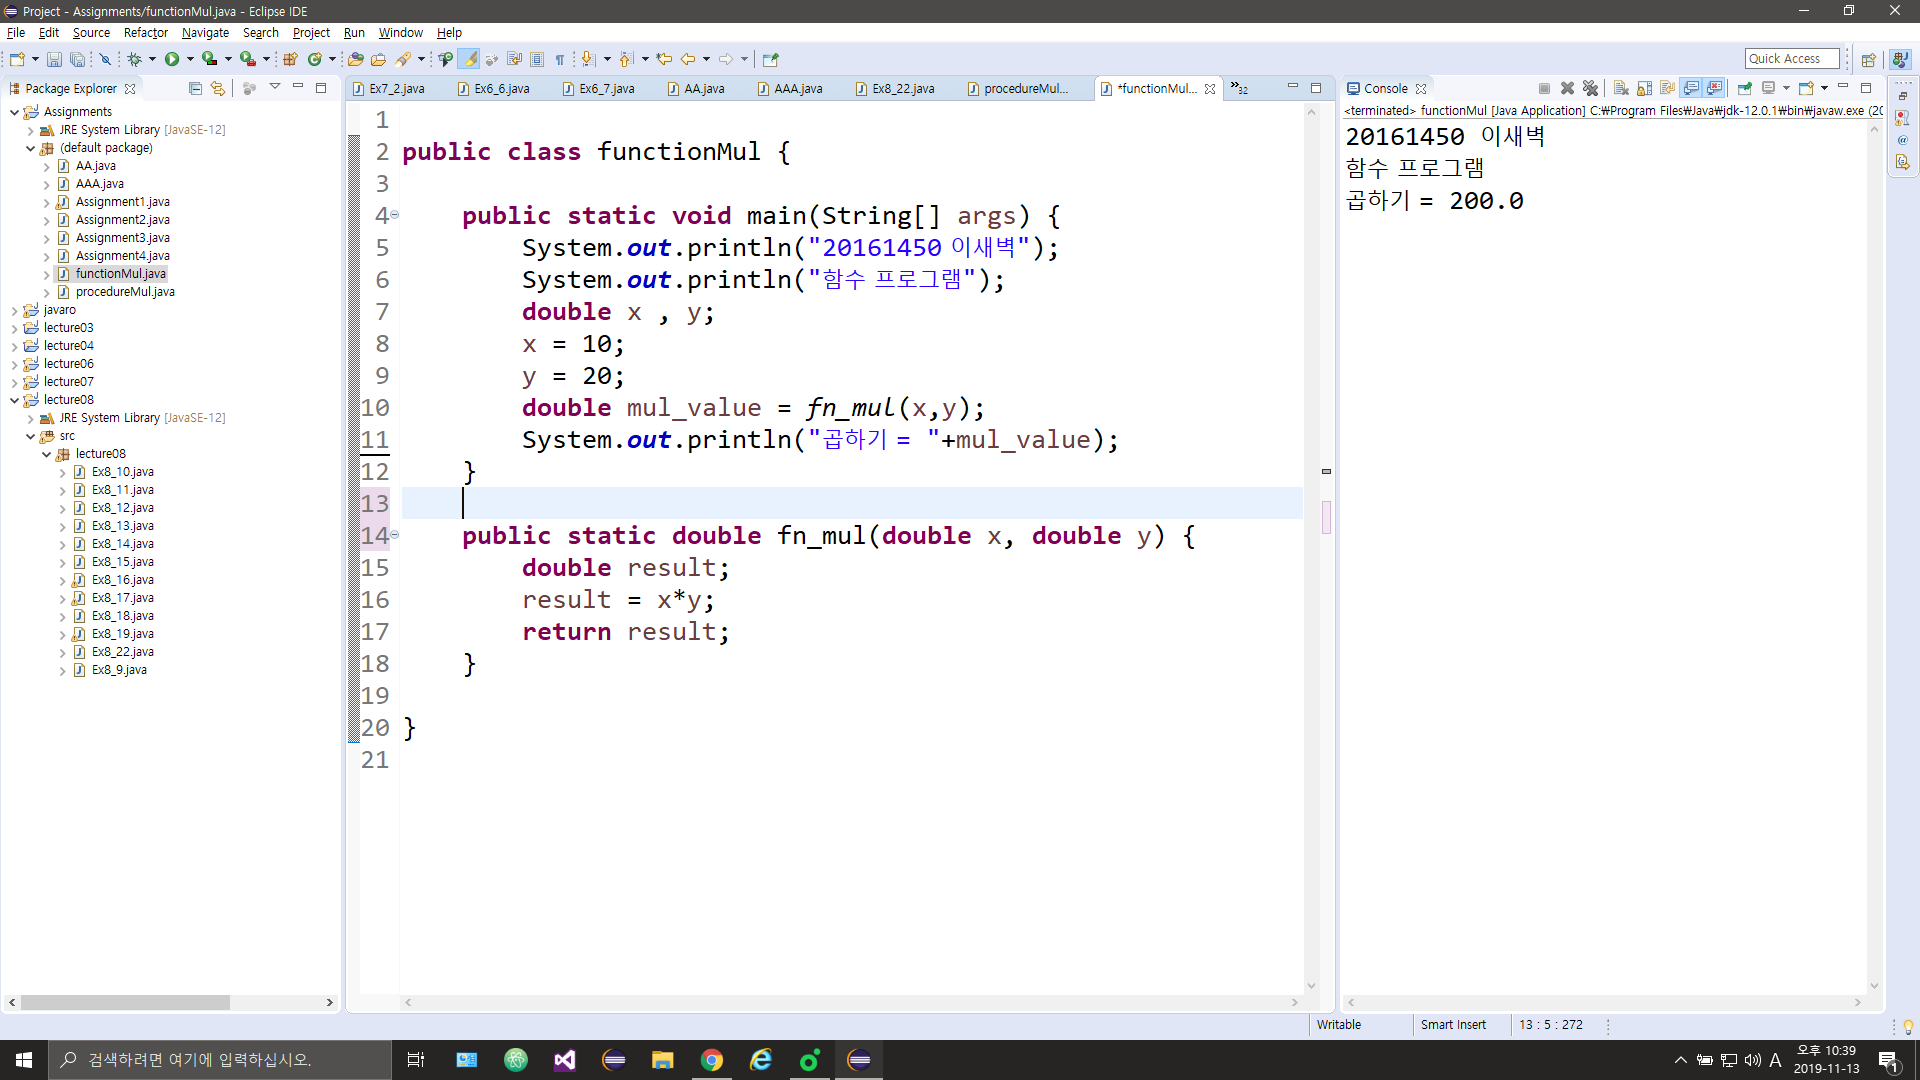 Project - Assignments/functionMul.java - Eclipse IDE
File Edit Source Refactor Navigate Search Project Run Window Help
Quick Access
Package Explorer
Assignments
JRE System Library [JavaSE-12]
(default package)
AA.java
AAA.java
Assignment1.java
Assignment2.java
Assignment3.java
Assignment4.java
functionMul.java
procedureMul.java
javaro
lecture03
lecture04
lecture06
lecture07
lecture08
JRE System Library [JavaSE-12]
src
lecture08
Ex8_10.java
Ex8_11.java
Ex8_12.java
Ex8_13.java
Ex8_14.java
Ex8_15.java
Ex8_16.java
Ex8_17.java
Ex8_18.java
Ex8_19.java
Ex8_22.java
Ex8_9.java
Ex7_2.java Ex6_6.java Ex6_7.java AA.java AAA.java Ex8_22.java procedureMul... *functionMul... »32
1
2 public class functionMul {
3
4 public static void main(String[] args) {
5 System.out.println("20161450 이새벽");
6 System.out.println("함수 프로그램");
7 double x , y;
8 x = 10;
9 y = 20;
10 double mul_value = fn_mul(x,y);
11 System.out.println("곱하기 = "+mul_value);
12 }
13
14 public static double fn_mul(double x, double y) {
15 double result;
16 result = x*y;
17 return result;
18 }
19
20 }
21
Console
<terminated> functionMul [Java Application] C:₩Program Files₩Java₩jdk-12.0.1₩bin₩javaw.exe (20
20161450 이새벽
함수 프로그램
곱하기 = 200.0
Writable Smart Insert 13 : 5 : 272
검색하려면 여기에 입력하십시오.
A
오후 10:39
2019-11-13
1